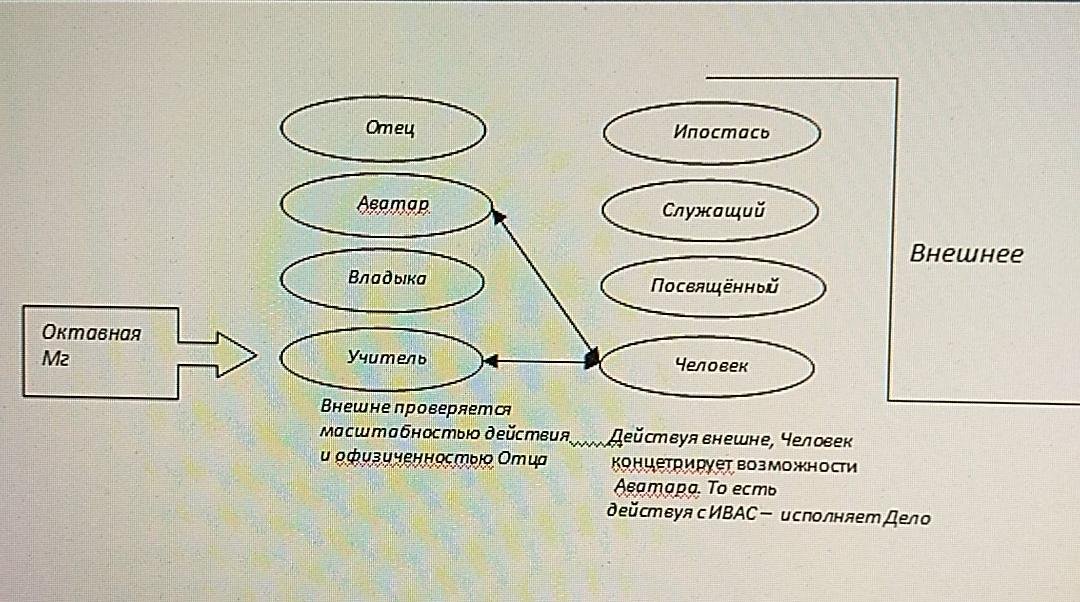 Отец
Аватар
Владыка
Учитель
Ипостась
Служащий
Посвящённый
Человек
Внешнее
Октавная
Мг
Внешне проверяется
масштабностью действия
и офизиченностью Отца
Действуя внешне, Человек
концетрирует возможности
Аватара. То есть
действуя с ИВАС – исполняет Дело